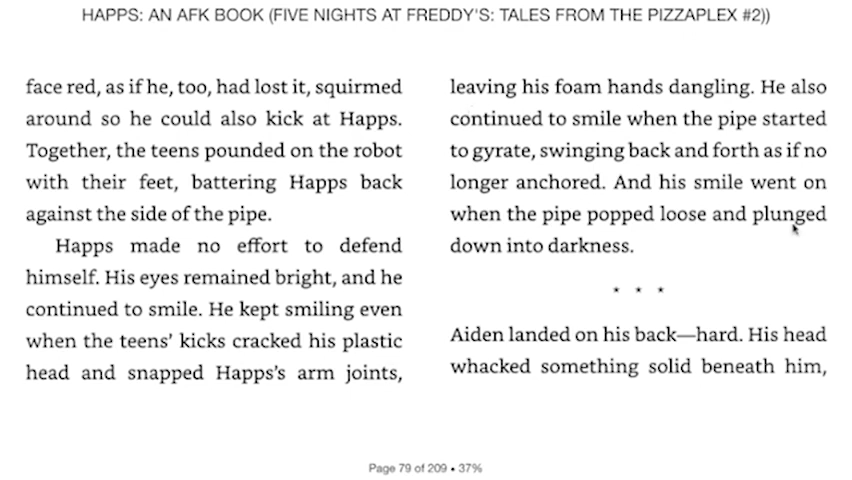 HAPPS: AN AFK BOOK (FIVE NIGHTS AT FREDDY'S: TALES FROM THE PIZZAPLEX #2))
face red, as if he, too, had lost it, squirmed
around so he could also kick at Happs.
Together, the teens pounded on the robot
with their feet, battering Happs back
against the side of the pipe.
Happs made no effort to defend
himself. His eyes remained bright, and he
continued to smile. He kept smiling even
when the teens' kicks cracked his plastic
head and snapped Happs's arm joints,
leaving his foam hands dangling. He also
continued to smile when the pipe started
to gyrate, swinging back and forth as if no
longer anchored. And his smile went on
when the pipe popped loose and plunged
down into darkness.
* * *
Aiden landed on his back—hard. His head
whacked something solid beneath him,
Page 79 of 209 • 37%